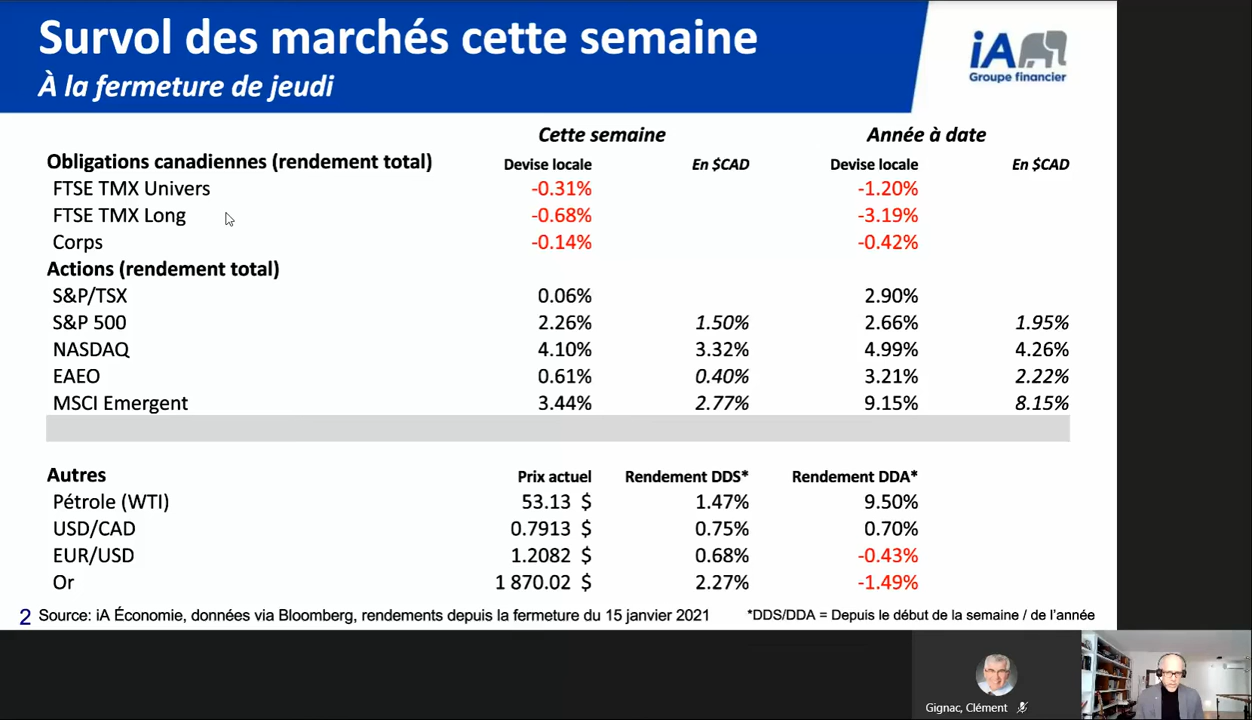 Survol des marchés cette semaine
À la fermeture de jeudi
iA
Groupe financier
Cette semaine Année à date
Obligations canadiennes (rendement total) Devise locale En $CAD Devise locale En $CAD
FTSE TMX Univers -0.31% -1.20%
FTSE TMX Long -0.68% -3.19%
Corps -0.14% -0.42%
Actions (rendement total)
S&P/TSX 0.06% 2.90%
S&P 500 2.26% 1.50% 2.66% 1.95%
NASDAQ 4.10% 3.32% 4.99% 4.26%
EAEO 0.61% 0.40% 3.21% 2.22%
MSCI Emergent 3.44% 2.77% 9.15% 8.15%
Autres Prix actuel Rendement DDS* Rendement DDA*
Pétrole (WTI) 53.13 $ 1.47% 9.50%
USD/CAD 0.7913 $ 0.75% 0.70%
EUR/USD 1.2082 $ 0.68% -0.43%
Or 1 870.02 $ 2.27% -1.49%
2 Source: iA Économie, données via Bloomberg, rendements depuis la fermeture du 15 janvier 2021 *DDS/DDA = Depuis le début de la semaine / de l'année
Gignac, Clément